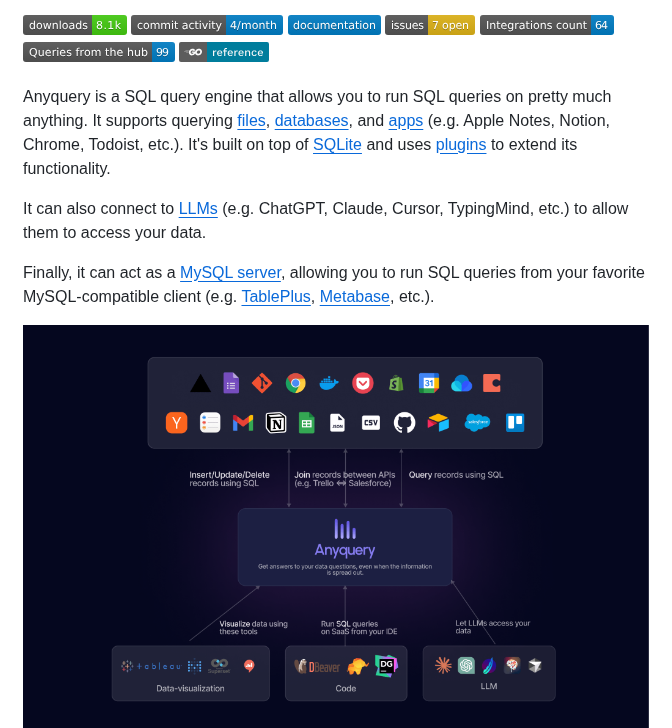 downloads 8.1k commit activity 4/month documentation issues 7 open Integrations count 64
Queries from the hub 99 GO reference
Anyquery is a SQL query engine that allows you to run SQL queries on pretty much
anything. It supports querying files, databases, and apps (e.g. Apple Notes, Notion,
Chrome, Todoist, etc.). It's built on top of SQLite and uses plugins to extend its
functionality.
It can also connect to LLMs (e.g. ChatGPT, Claude, Cursor, TypingMind, etc.) to allow
them to access your data.
Finally, it can act as a MySQL server, allowing you to run SQL queries from your favorite
MySQL-compatible client (e.g. TablePlus, Metabase, etc.).
31
Y N JSON CSV salesforce
Insert/Update/Delete
records using SQL
Join records between APIs
(e.g. Trello ⇔ Salesforce)
Query records using SQL
Anyquery
Get answers to your data questions, even when the information
is spread out.
Visualize data using
these tools
Run SQL queries
on SaaS from your IDE
Let LLMs access your
data
tableau Superset
DBeaver DG
Data-visualization
Code
LLM